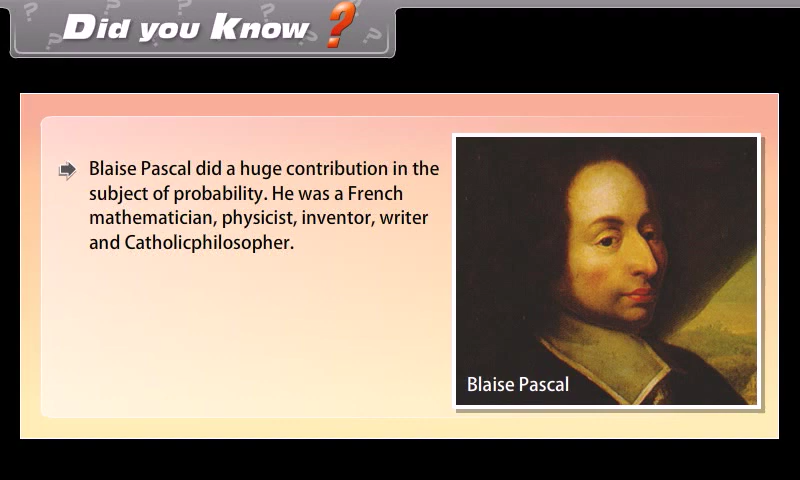 Did you Know ?
Blaise Pascal did a huge contribution in the
subject of probability. He was a French
mathematician, physicist, inventor, writer
and Catholicphilosopher.
Blaise Pascal